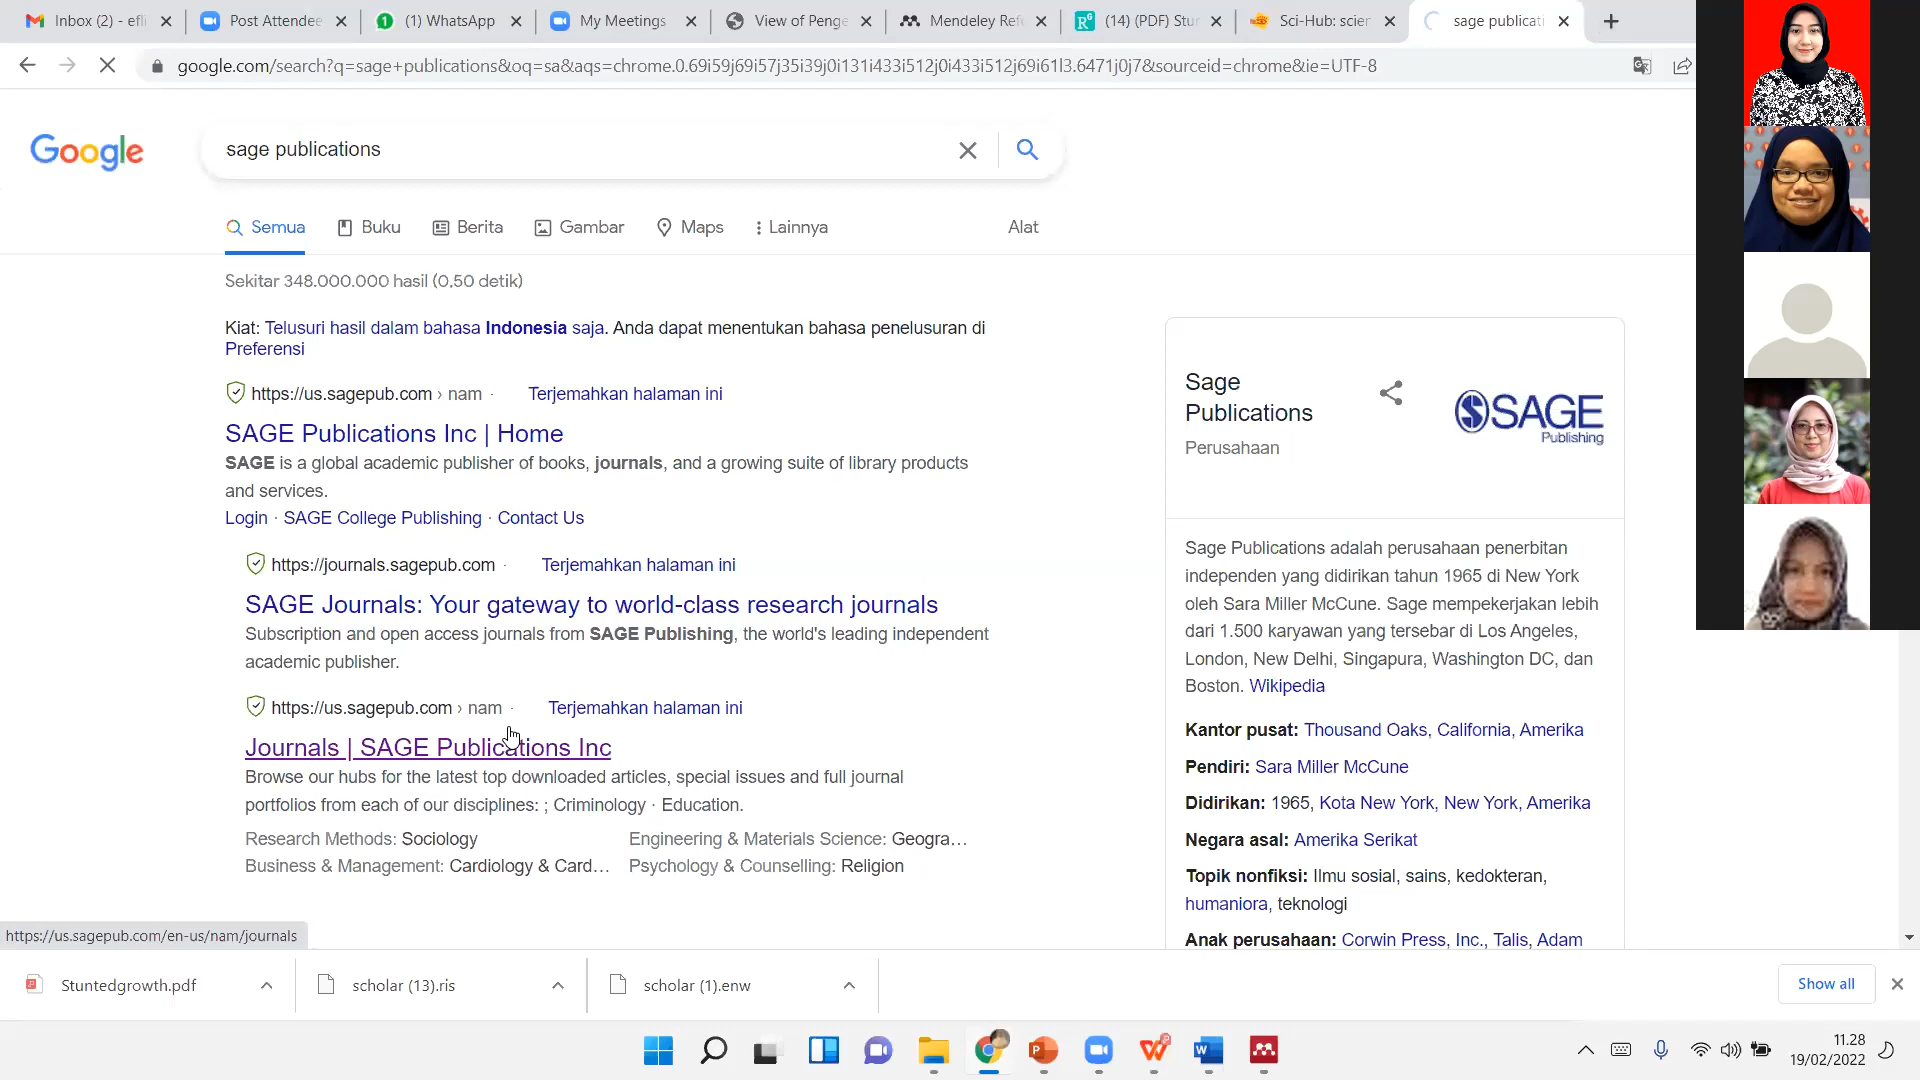 Inbox (2) - efli
Post Attendee
(1) WhatsApp
My Meetings
View of Penge
Mendeley Ref
(14) (PDF) Stun
Sci-Hub: scien
sage publicati
google.com/search?q=sage+publications&oq=sa&aqs=chrome.0.69i59j69i57j35i39j0i131i433i512j0i433i512j69i61l3.6471j0j7&sourceid=chrome&ie=UTF-8
Google
sage publications
Semua
Buku
Berita
Gambar
Maps
Lainnya
Alat
Sekitar 348.000.000 hasil (0,50 detik)
Kiat: Telusuri hasil dalam bahasa Indonesia saja. Anda dapat menentukan bahasa penelusuran di
Preferensi
https://us.sagepub.com › nam · Terjemahkan halaman ini
SAGE Publications Inc | Home
SAGE is a global academic publisher of books, journals, and a growing suite of library products
and services.
Login · SAGE College Publishing · Contact Us
https://journals.sagepub.com · Terjemahkan halaman ini
SAGE Journals: Your gateway to world-class research journals
Subscription and open access journals from SAGE Publishing, the world's leading independent
academic publisher.
https://us.sagepub.com › nam · Terjemahkan halaman ini
Journals | SAGE Publications Inc
Browse our hubs for the latest top downloaded articles, special issues and full journal
portfolios from each of our disciplines: ; Criminology · Education.
Research Methods: Sociology
Engineering & Materials Science: Geogra...
Business & Management: Cardiology & Card...
Psychology & Counselling: Religion
Sage
Publications
Perusahaan
SAGE
Publishing
Sage Publications adalah perusahaan penerbitan
independen yang didirikan tahun 1965 di New York
oleh Sara Miller McCune. Sage mempekerjakan lebih
dari 1.500 karyawan yang tersebar di Los Angeles,
London, New Delhi, Singapura, Washington DC, dan
Boston. Wikipedia
Kantor pusat: Thousand Oaks, California, Amerika
Pendiri: Sara Miller McCune
Didirikan: 1965, Kota New York, New York, Amerika
Negara asal: Amerika Serikat
Topik nonfiksi: Ilmu sosial, sains, kedokteran,
humaniora, teknologi
Anak perusahaan: Corwin Press, Inc., Talis, Adam
https://us.sagepub.com/en-us/nam/journals
Stuntedgrowth.pdf
scholar (13).ris
scholar (1).enw
Show all
11.28
19/02/2022